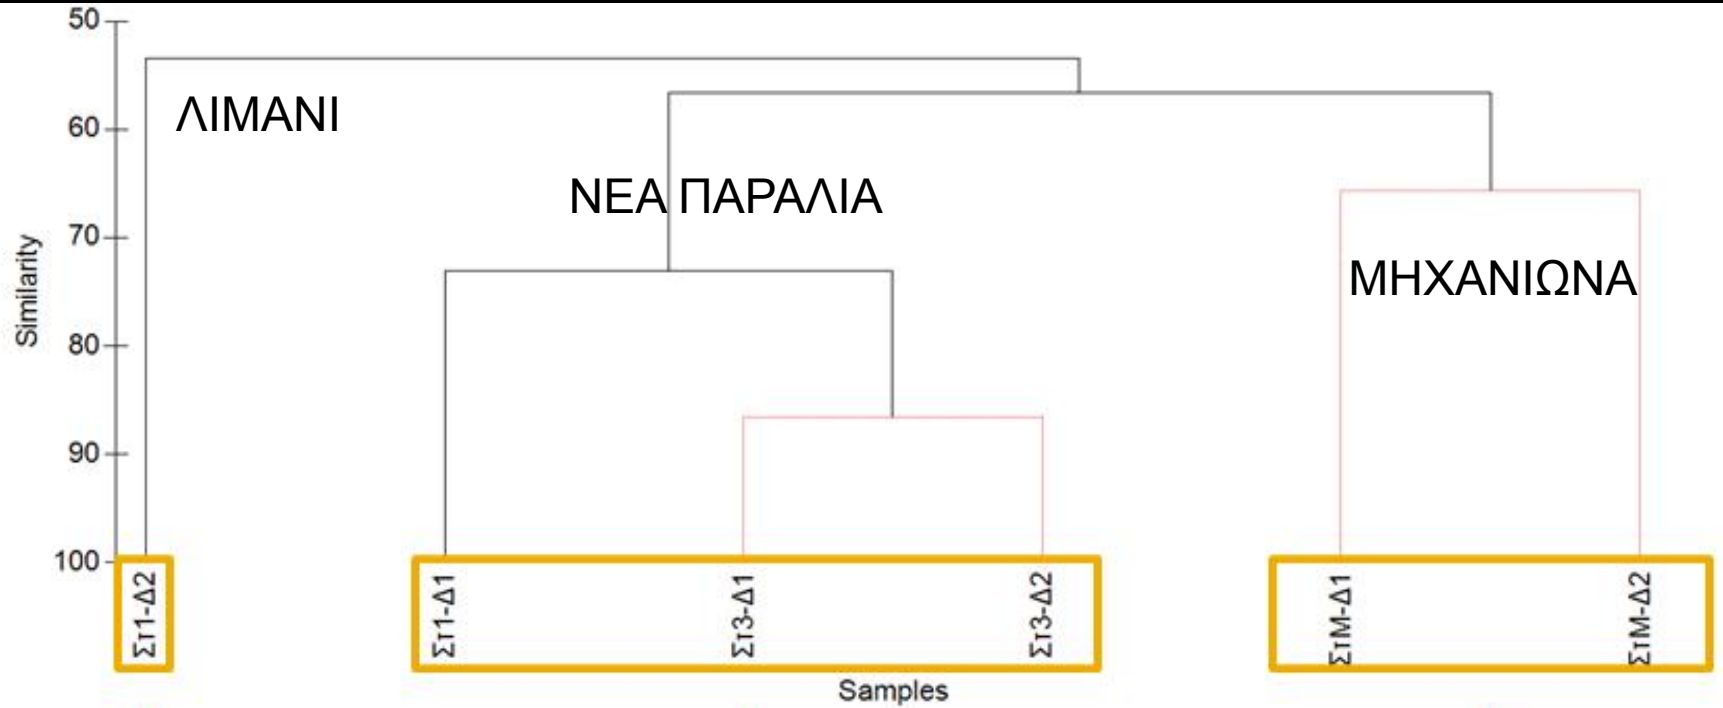 50
ΛΙΜΑΝΙ
60
ΝΕΑ ΠΑΡΑΛΙΑ
70
ΜΗΧΑΝΙΩΝΑ
Similarity
80
90
100
Στ1-Δ2
Στ1-Δ1
Στ3-Δ1
Στ3-Δ2
ΣτΜ-Δ1
ΣτΜ-Δ2
Samples